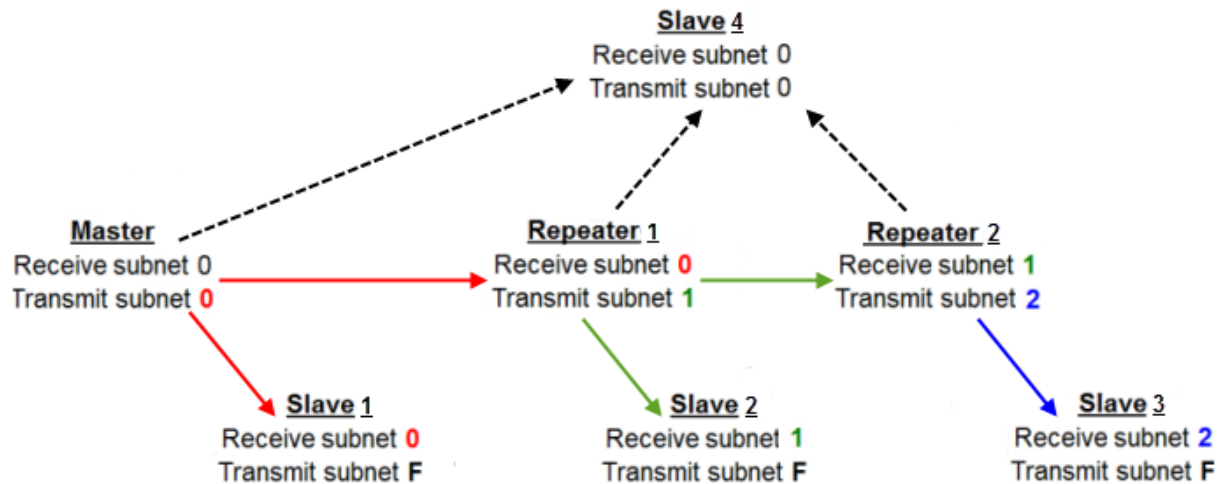 Slave 4
Receive subnet 0
Transmit subnet 0
Master
Receive subnet 0
Transmit subnet 0
Repeater 1
Receive subnet 0
Transmit subnet 1
Repeater 2
Receive subnet 1
Transmit subnet 2
Slave 1
Receive subnet 0
Transmit subnet F
Slave 2
Receive subnet 1
Transmit subnet F
Slave 3
Receive subnet 2
Transmit subnet F